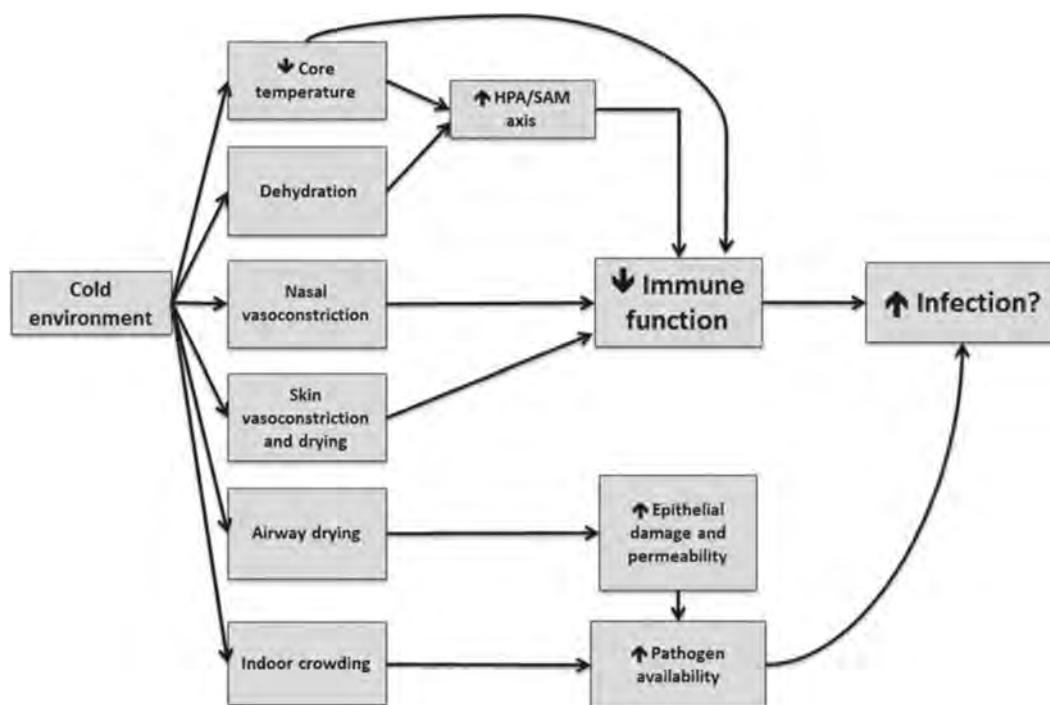 🡇 Core
temperature
🡅 HPA/SAM
axis
Dehydration
Cold
environment
Nasal
vasoconstriction
🡇 Immune
function
🡅 Infection?
Skin
vasoconstriction
and drying
Airway drying
🡅 Epithelial
damage and
permeability
Indoor crowding
🡅 Pathogen
availability